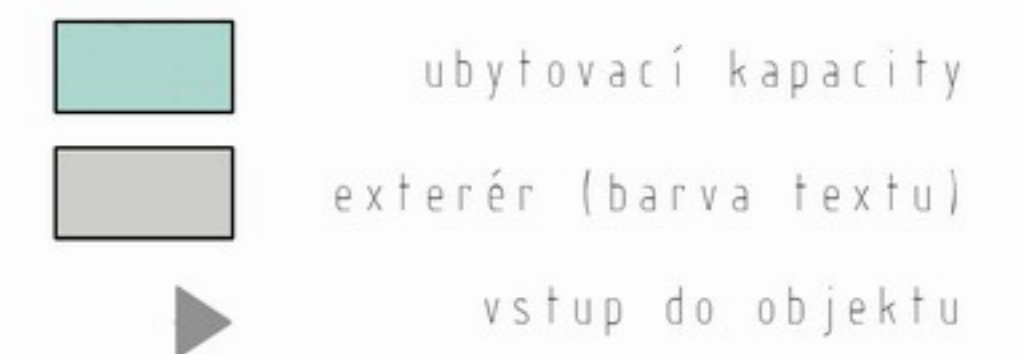 ubytovací kapacity
exterér (barva textu)
vstup do objektu